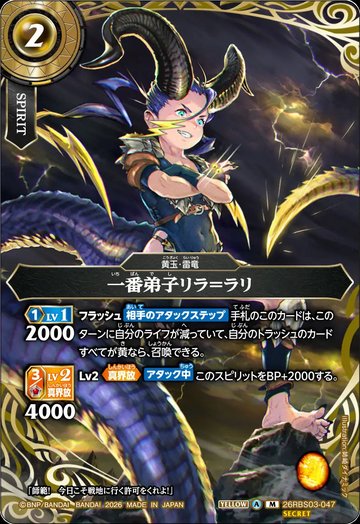 2
SPIRIT
黄玉・雷竜
一番弟子リラ=ラリ
1 LV1 2000
フラッシュ 相手のアタックステップ 手札のこのカードは、この
ターンに自分のライフが減っていて、自分のトラッシュのカード
すべてが黄なら、召喚できる。
3 LV2 真界放 4000
Lv2 真界放 アタック中 このスピリットをBP+2000する。
「師範!今日こそ戦地に行く許可をくれよ!」
©BNP/BANDAI ©BANDAI 2026 MADE IN JAPAN
YELLOW A M 26RBS03-047
SECRET